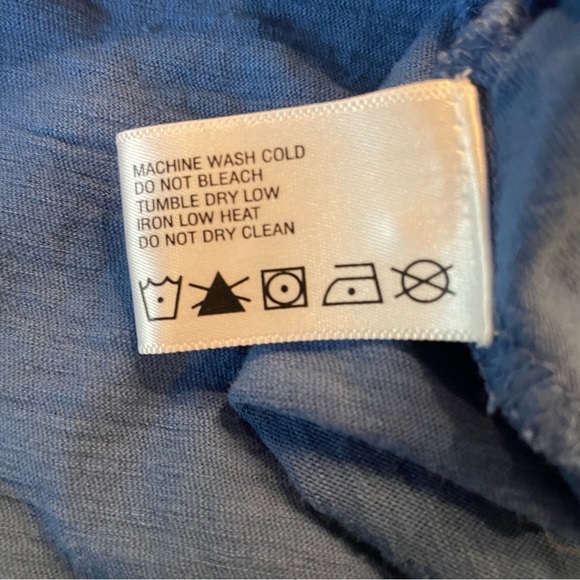 MACHINE WASH COLD
DO NOT BLEACH
TUMBLE DRY LOW
IRON LOW HEAT
DO NOT DRY CLEAN